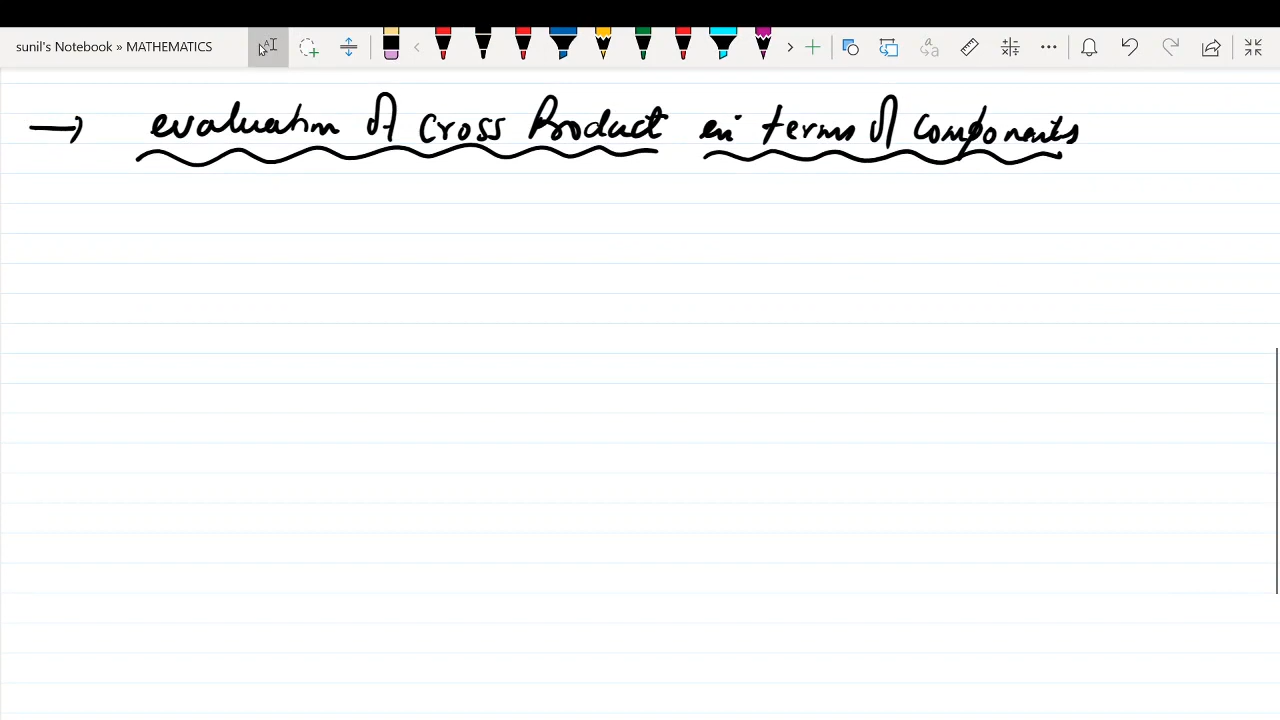 sunil's Notebook » MATHEMATICS
→ evaluation of cross Product in terms of components